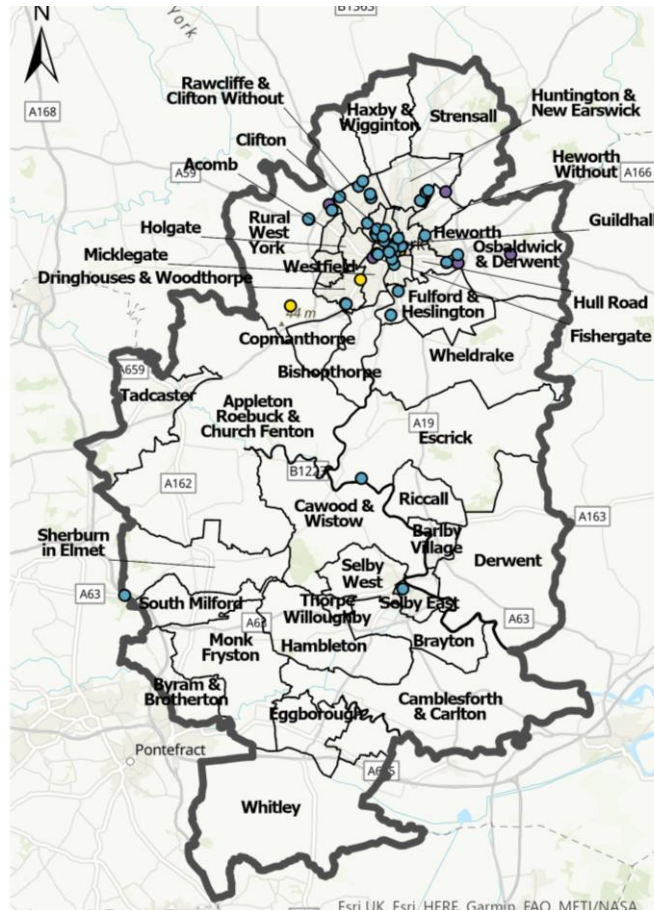 N
York
B1363
A168
Rawcliffe &
Clifton Without
Haxby &
Wigginton
Strensall
Huntington &
New Earswick
Clifton
Heworth
Without
A59
A166
Acomb
Rural
West
York
Holgate
Heworth
Guildhall
Micklegate
Westfield
Osbaldwick
& Derwent
Dringhouses & Woodthorpe
Hull Road
Fulford &
Heslington
44 m
Fishergate
Copmanthorpe
Wheldrake
A659
Bishopthorpe
Tadcaster
Appleton
Roebuck &
Church Fenton
A19
Escrick
B122
A162
Riccall
Cawood &
Wistow
A163
Barlby
Village
Sherburn
in Elmet
Selby
West
Derwent
A63
South Milford
Thorpe
Willoughby
Selby East
A63
A63
Monk
Fryston
Hambleton
Brayton
Byram &
Brotherton
Camblesforth
& Carlton
Eggborough
Pontefract
Whitley
Esri UK, Esri, HERE, Garmin, FAO, METI/NASA,